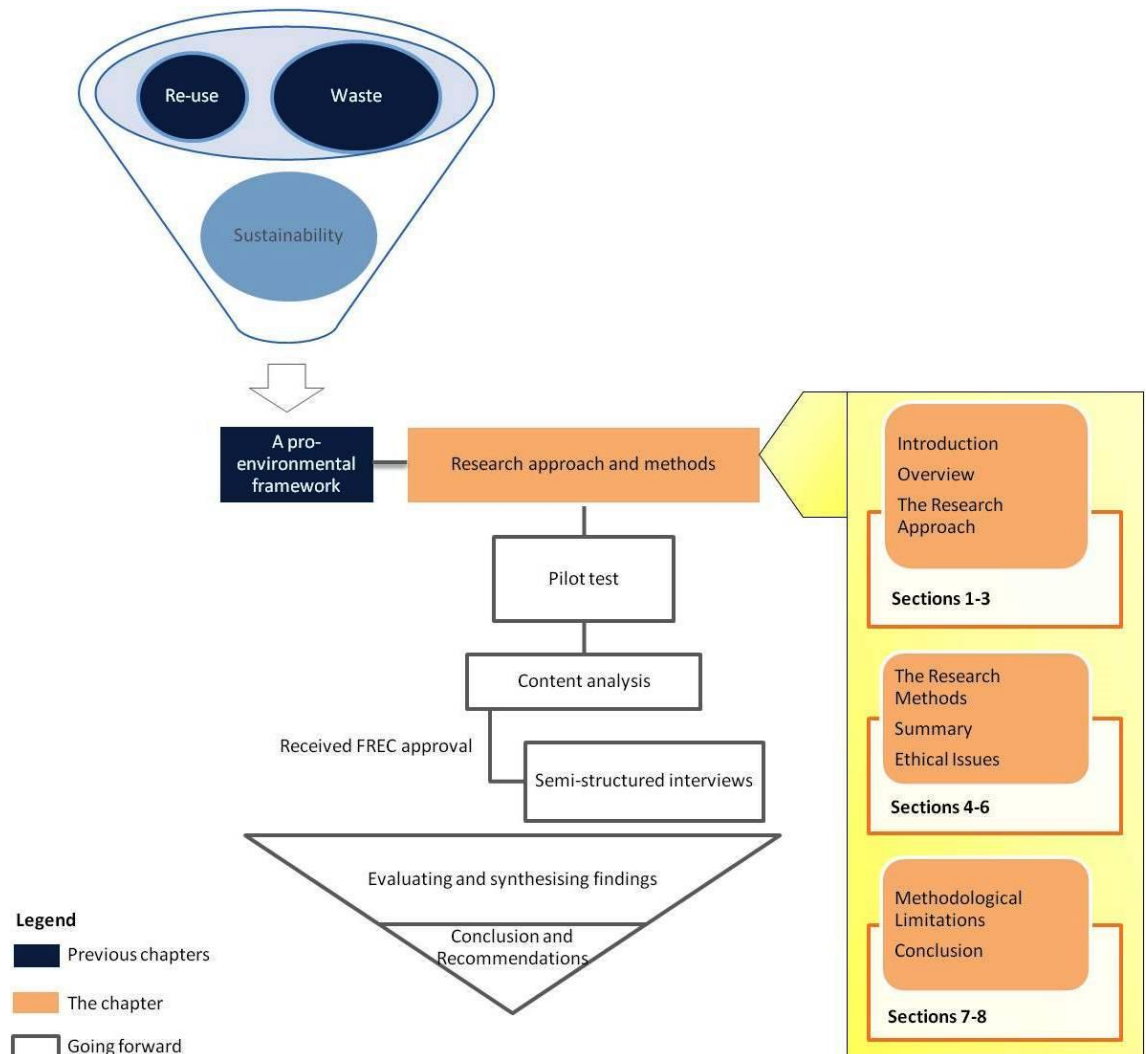 Re-use
Waste
Sustainability
A pro-
environmental
framework
Research approach and methods
Pilot test
Content analysis
Received FREC approval
Semi-structured interviews
Evaluating and synthesising findings
Conclusion and
Recommendations
Introduction
Overview
The Research
Approach
Sections 1-3
The Research
Methods
Summary
Ethical Issues
Sections 4-6
Methodological
Limitations
Conclusion
Sections 7-8
Legend
Previous chapters
The chapter
Going forward